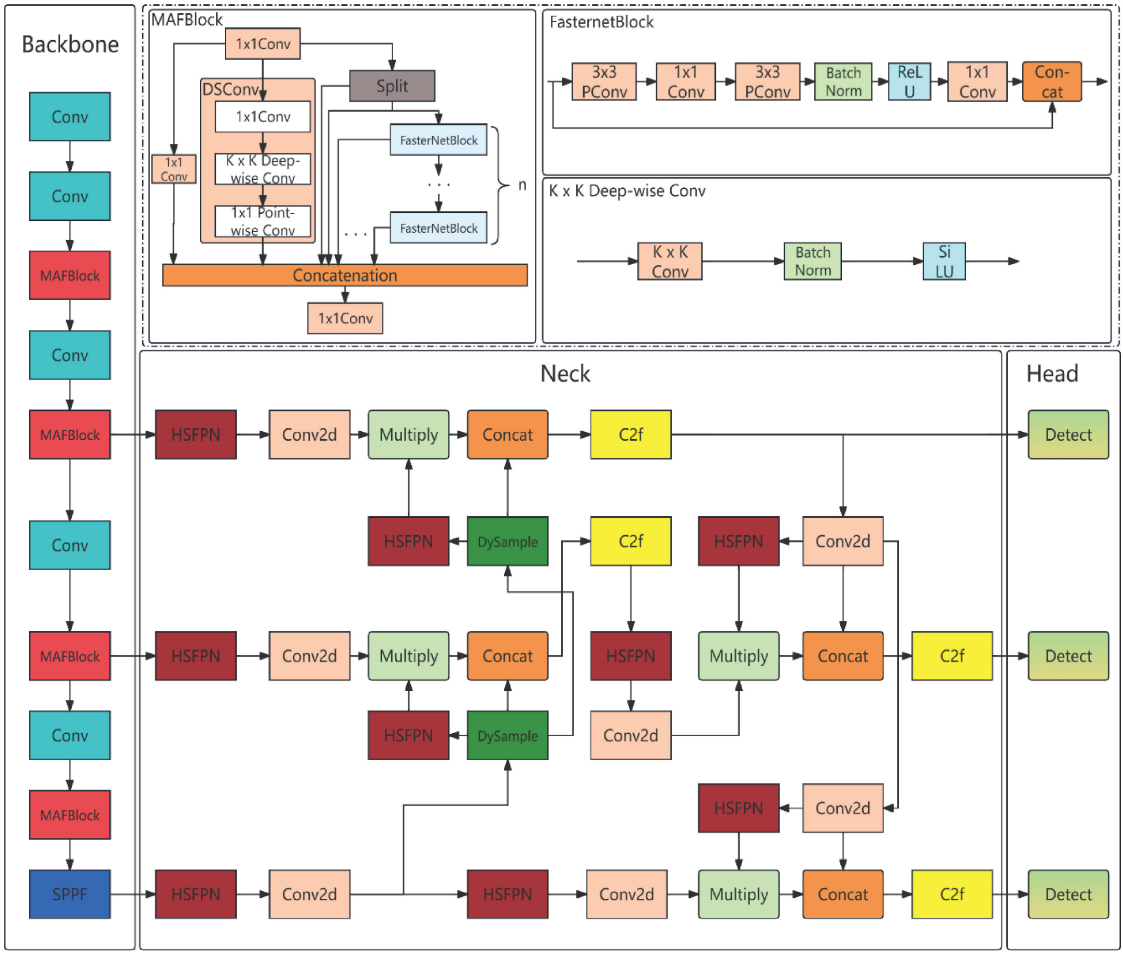 Backbone
Conv
Conv
MAFBlock
Conv
MAFBlock
Conv
MAFBlock
Conv
MAFBlock
SPPF
MAFBlock
1x1Conv
Split
DSConv
1x1Conv
1x1
Conv
K x K Deep-
wise Conv
1x1 Point-
wise Conv
FasterNetBlock
. . .
FasterNetBlock
n
. . .
Concatenation
1x1Conv
FasternetBlock
3x3
PConv
1x1
Conv
3x3
PConv
Batch
Norm
ReL
U
1x1
Conv
Con-
cat
K x K Deep-wise Conv
K x K
Conv
Batch
Norm
Si
LU
Neck
HSFPN
Conv2d
Multiply
Concat
C2f
HSFPN
DySample
C2f
HSFPN
Conv2d
HSFPN
Conv2d
Multiply
Concat
HSFPN
Multiply
Concat
C2f
HSFPN
DySample
Conv2d
HSFPN
Conv2d
HSFPN
Conv2d
HSFPN
Conv2d
Multiply
Concat
C2f
Head
Detect
Detect
Detect